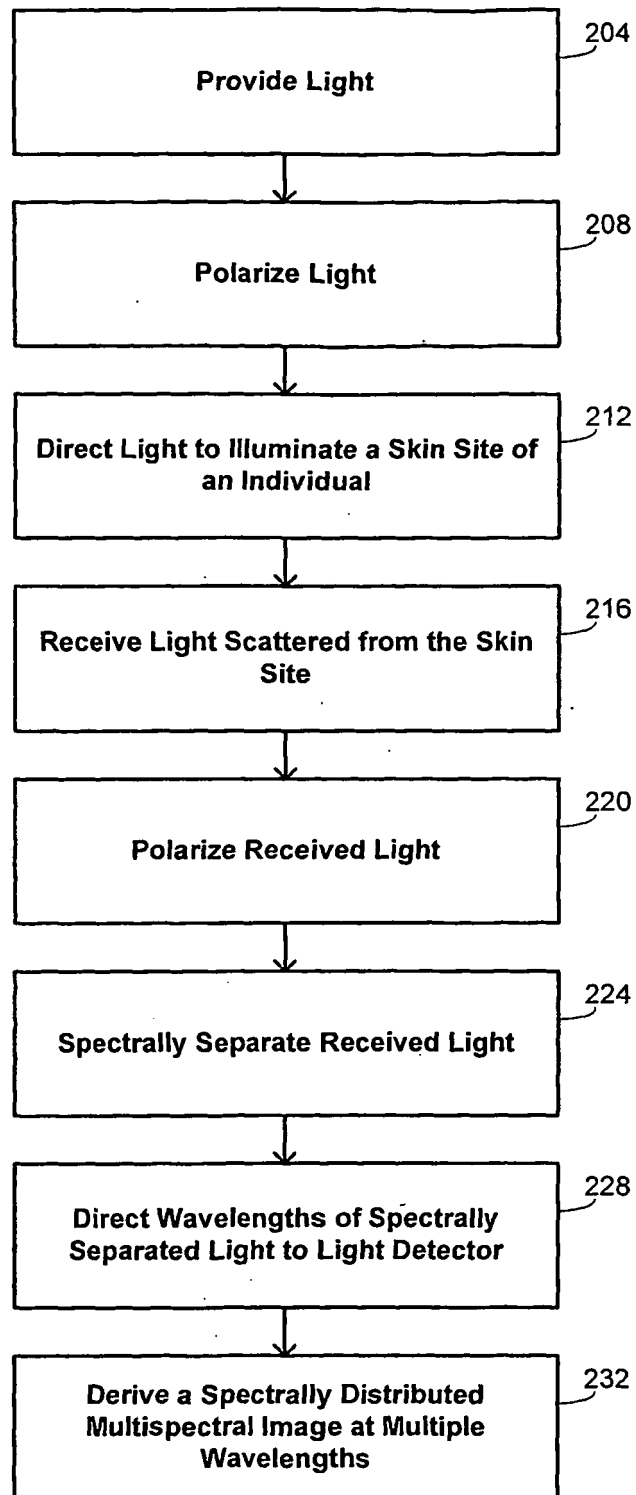 204
Provide Light
208
Polarize Light
212
Direct Light to Illuminate a Skin Site of
an Individual
216
Receive Light Scattered from the Skin
Site
220
Polarize Received Light
224
Spectrally Separate Received Light
228
Direct Wavelengths of Spectrally
Separated Light to Light Detector
232
Derive a Spectrally Distributed
Multispectral Image at Multiple
Wavelengths